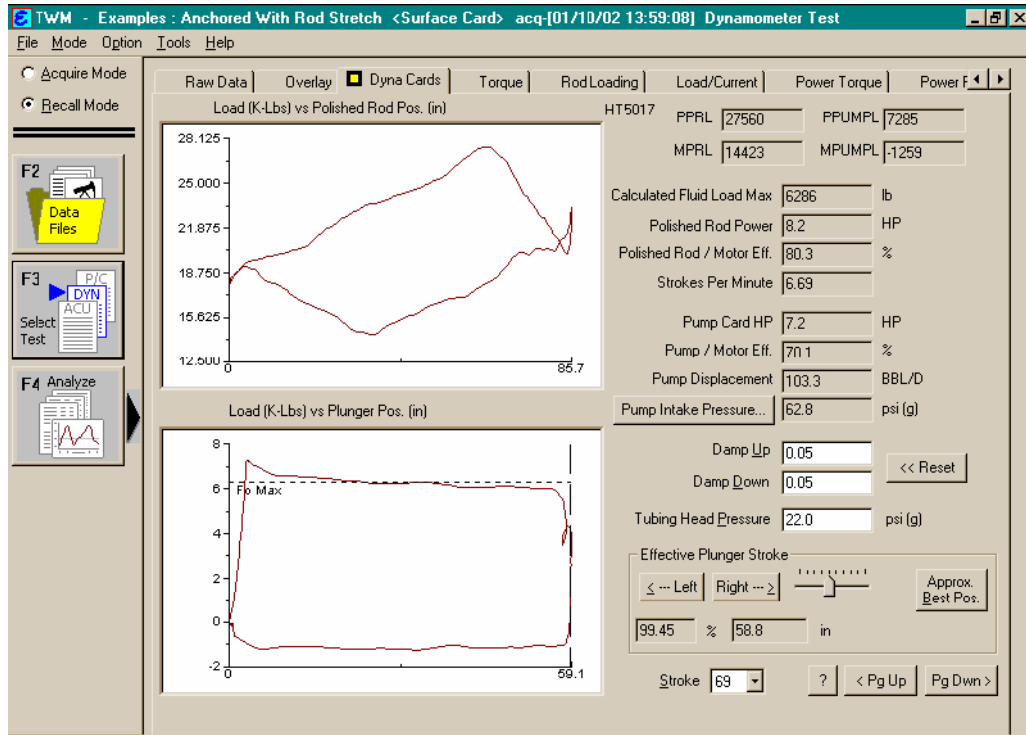 TWM - Examples : Anchored With Rod Stretch <Surface Card> acq-[01/10/02 13:59:08] Dynamometer Test
File Mode Option Tools Help
Acquire Mode
Recall Mode
F2
Data
Files
F3
P/C
DYN
ACU
Select
Test
F4 Analyze
Raw Data Overlay Dyna Cards Torque Rod Loading Load/Current Power Torque Power F
Load (K-Lbs) vs Polished Rod Pos. (in)
28.125
25.000
21.875
18.750
15.625
12.500
0 85.7
Load (K-Lbs) vs Plunger Pos. (in)
8
6
Fo Max
4
2
0
-2
0 59.1
HT5017
PPRL 27560 PPUMPL 7285
MPRL 14423 MPUMPL -1259
Calculated Fluid Load Max 6286 lb
Polished Rod Power 8.2 HP
Polished Rod / Motor Eff. 80.3 %
Strokes Per Minute 6.69
Pump Card HP 7.2 HP
Pump / Motor Eff. 70.1 %
Pump Displacement 103.3 BBL/D
Pump Intake Pressure... 62.8 psi (g)
Damp Up 0.05
<< Reset
Damp Down 0.05
Tubing Head Pressure 22.0 psi (g)
Effective Plunger Stroke
< --- Left Right --- > Approx.
Best Pos.
99.45 % 58.8 in
Stroke 69 ? < Pg Up Pg Dwn >